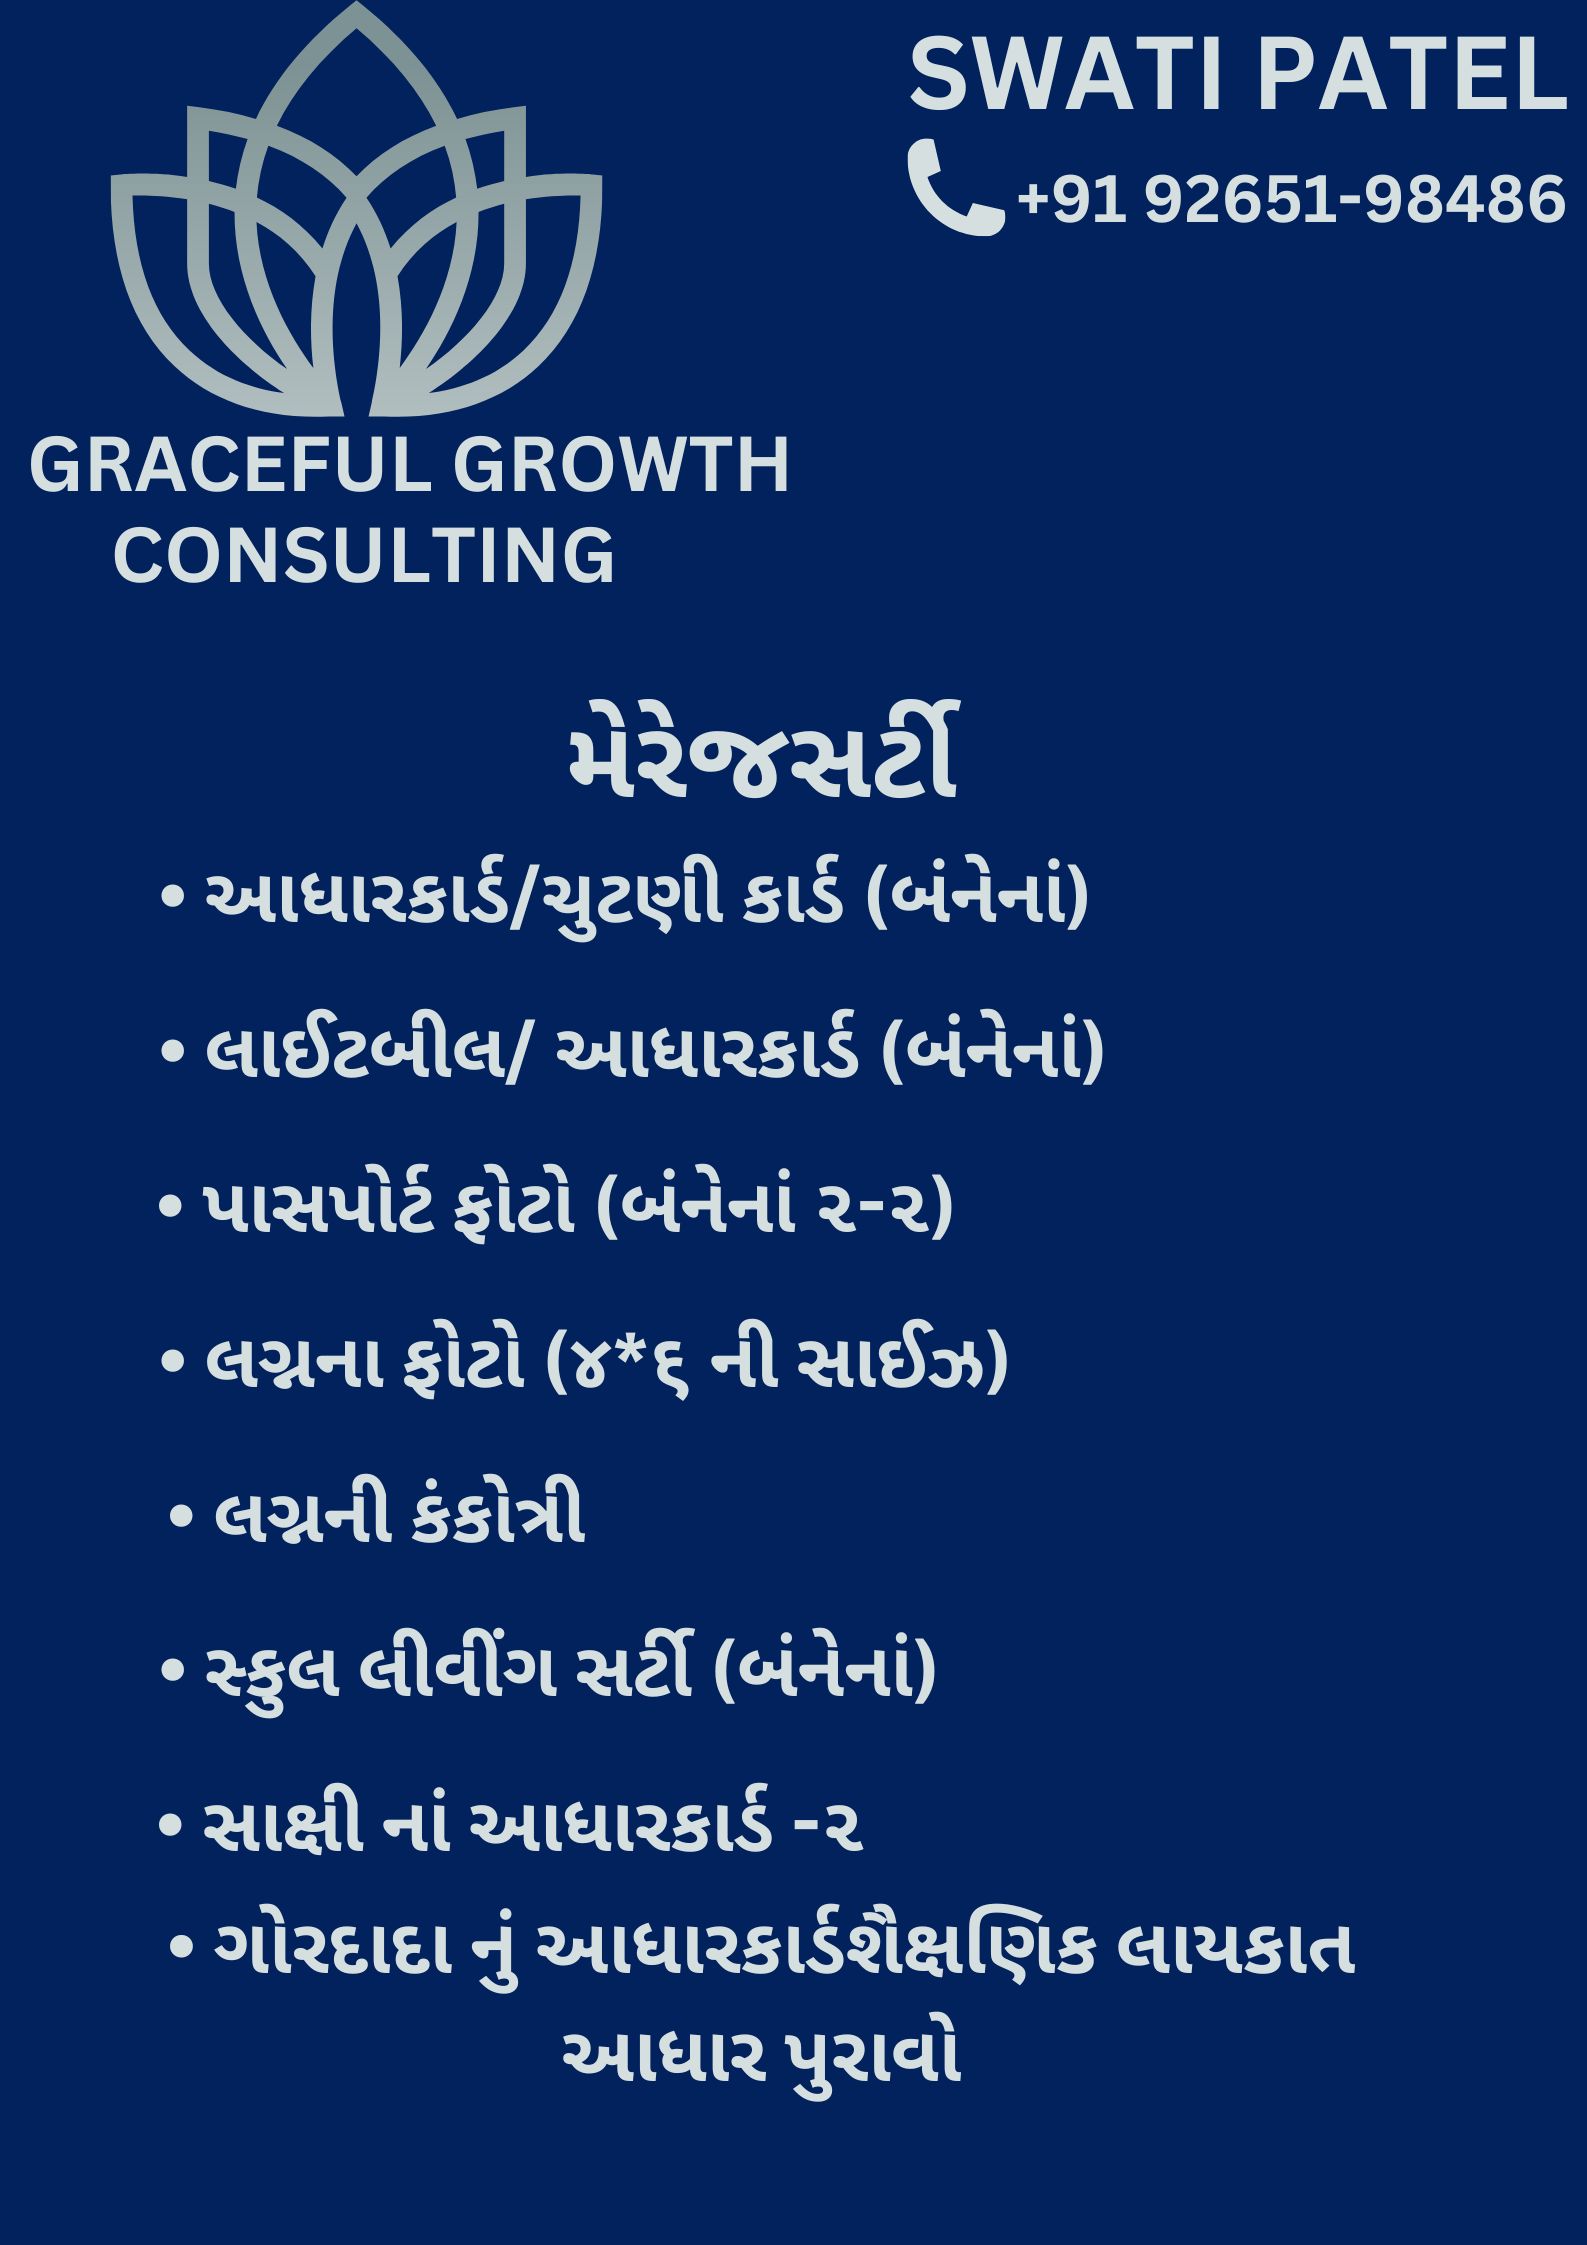 SWATI PATEL
+91 92651-98486
GRACEFUL GROWTH
CONSULTING
મેરેજસર્ટી
• આધારકાર્ડ/ચુટણી કાર્ડ (બંનેનાં)
• લાઈટબીલ/ આધારકાર્ડ (બંનેનાં)
• પાસપોર્ટ ફોટો (બંનેનાં ૨-૨)
• લગ્નના ફોટો (૪*૬ ની સાઈઝ)
• લગ્નની કંકોત્રી
• સ્કુલ લીવીંગ સર્ટી (બંનેનાં)
• સાક્ષી નાં આધારકાર્ડ -૨
• ગોરદાદા નું આધારકાર્ડશૈક્ષણિક લાયકાત
આધાર પુરાવો